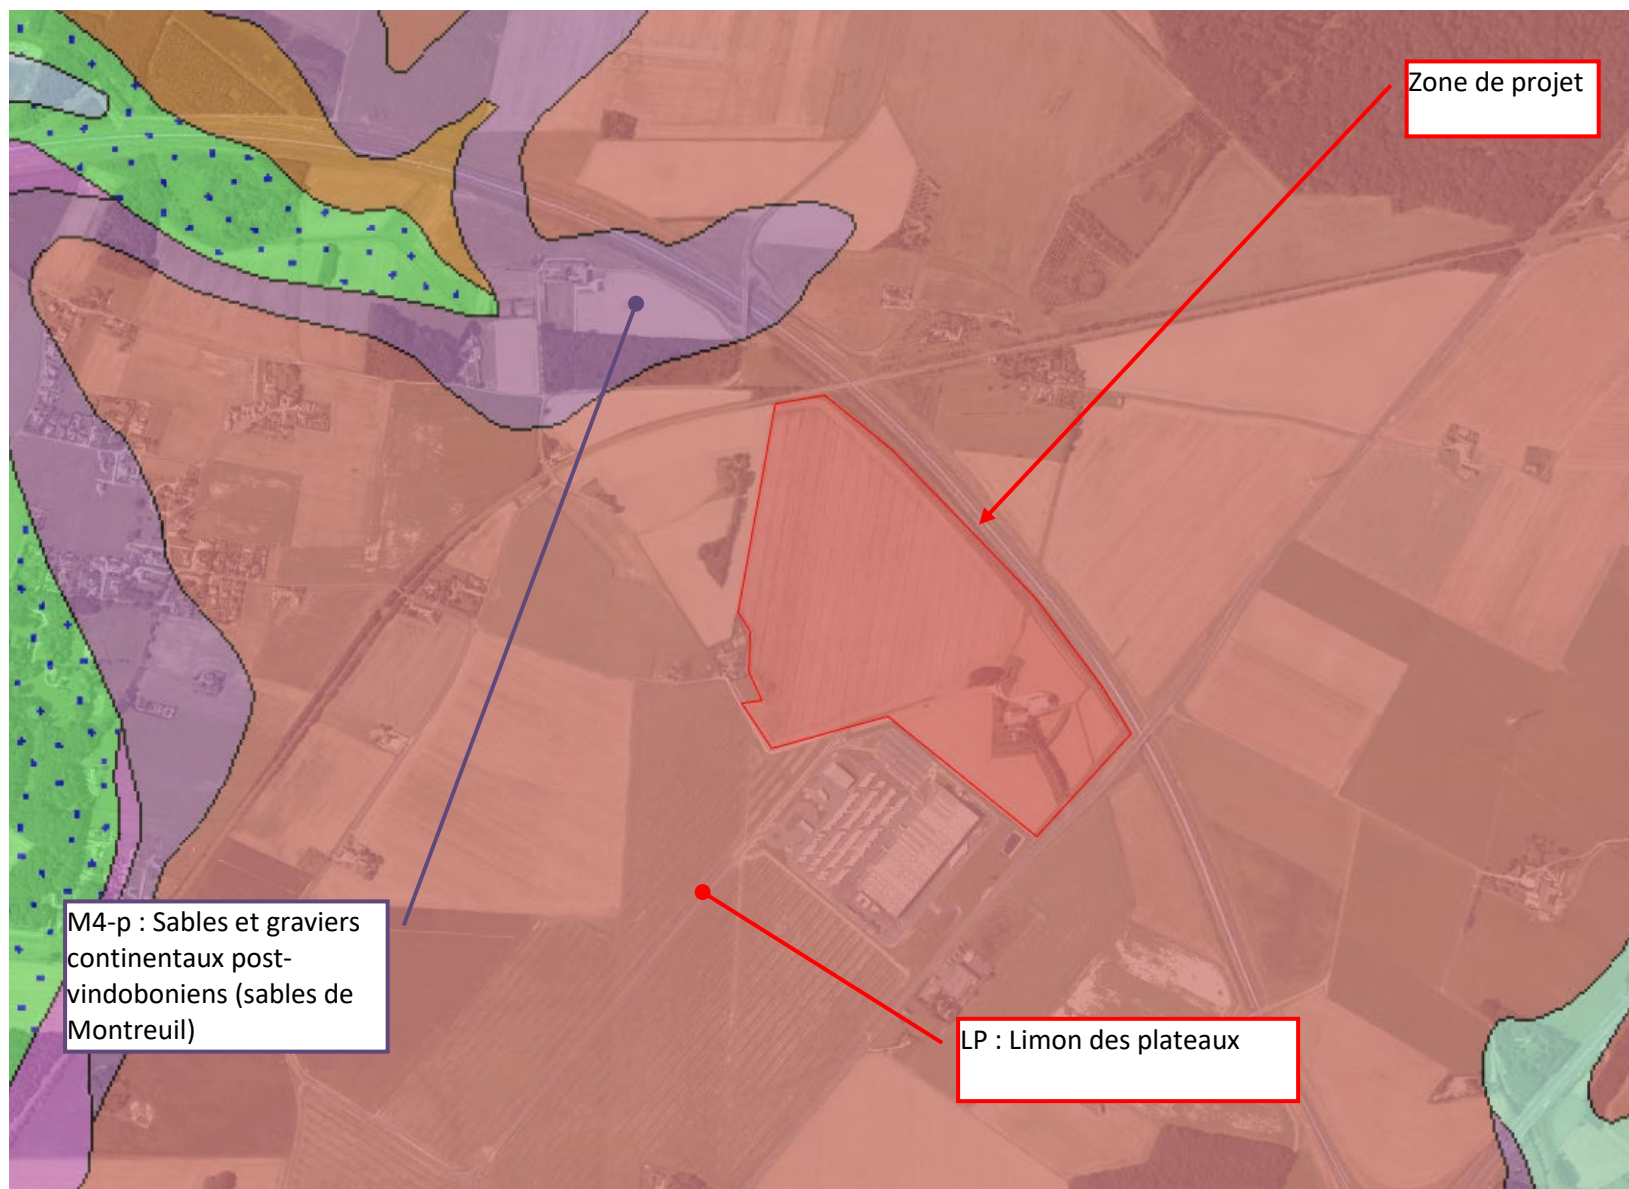 Zone de projet
M4-p : Sables et graviers
continentaux post-
vindoboniens (sables de
Montreuil)
LP : Limon des plateaux